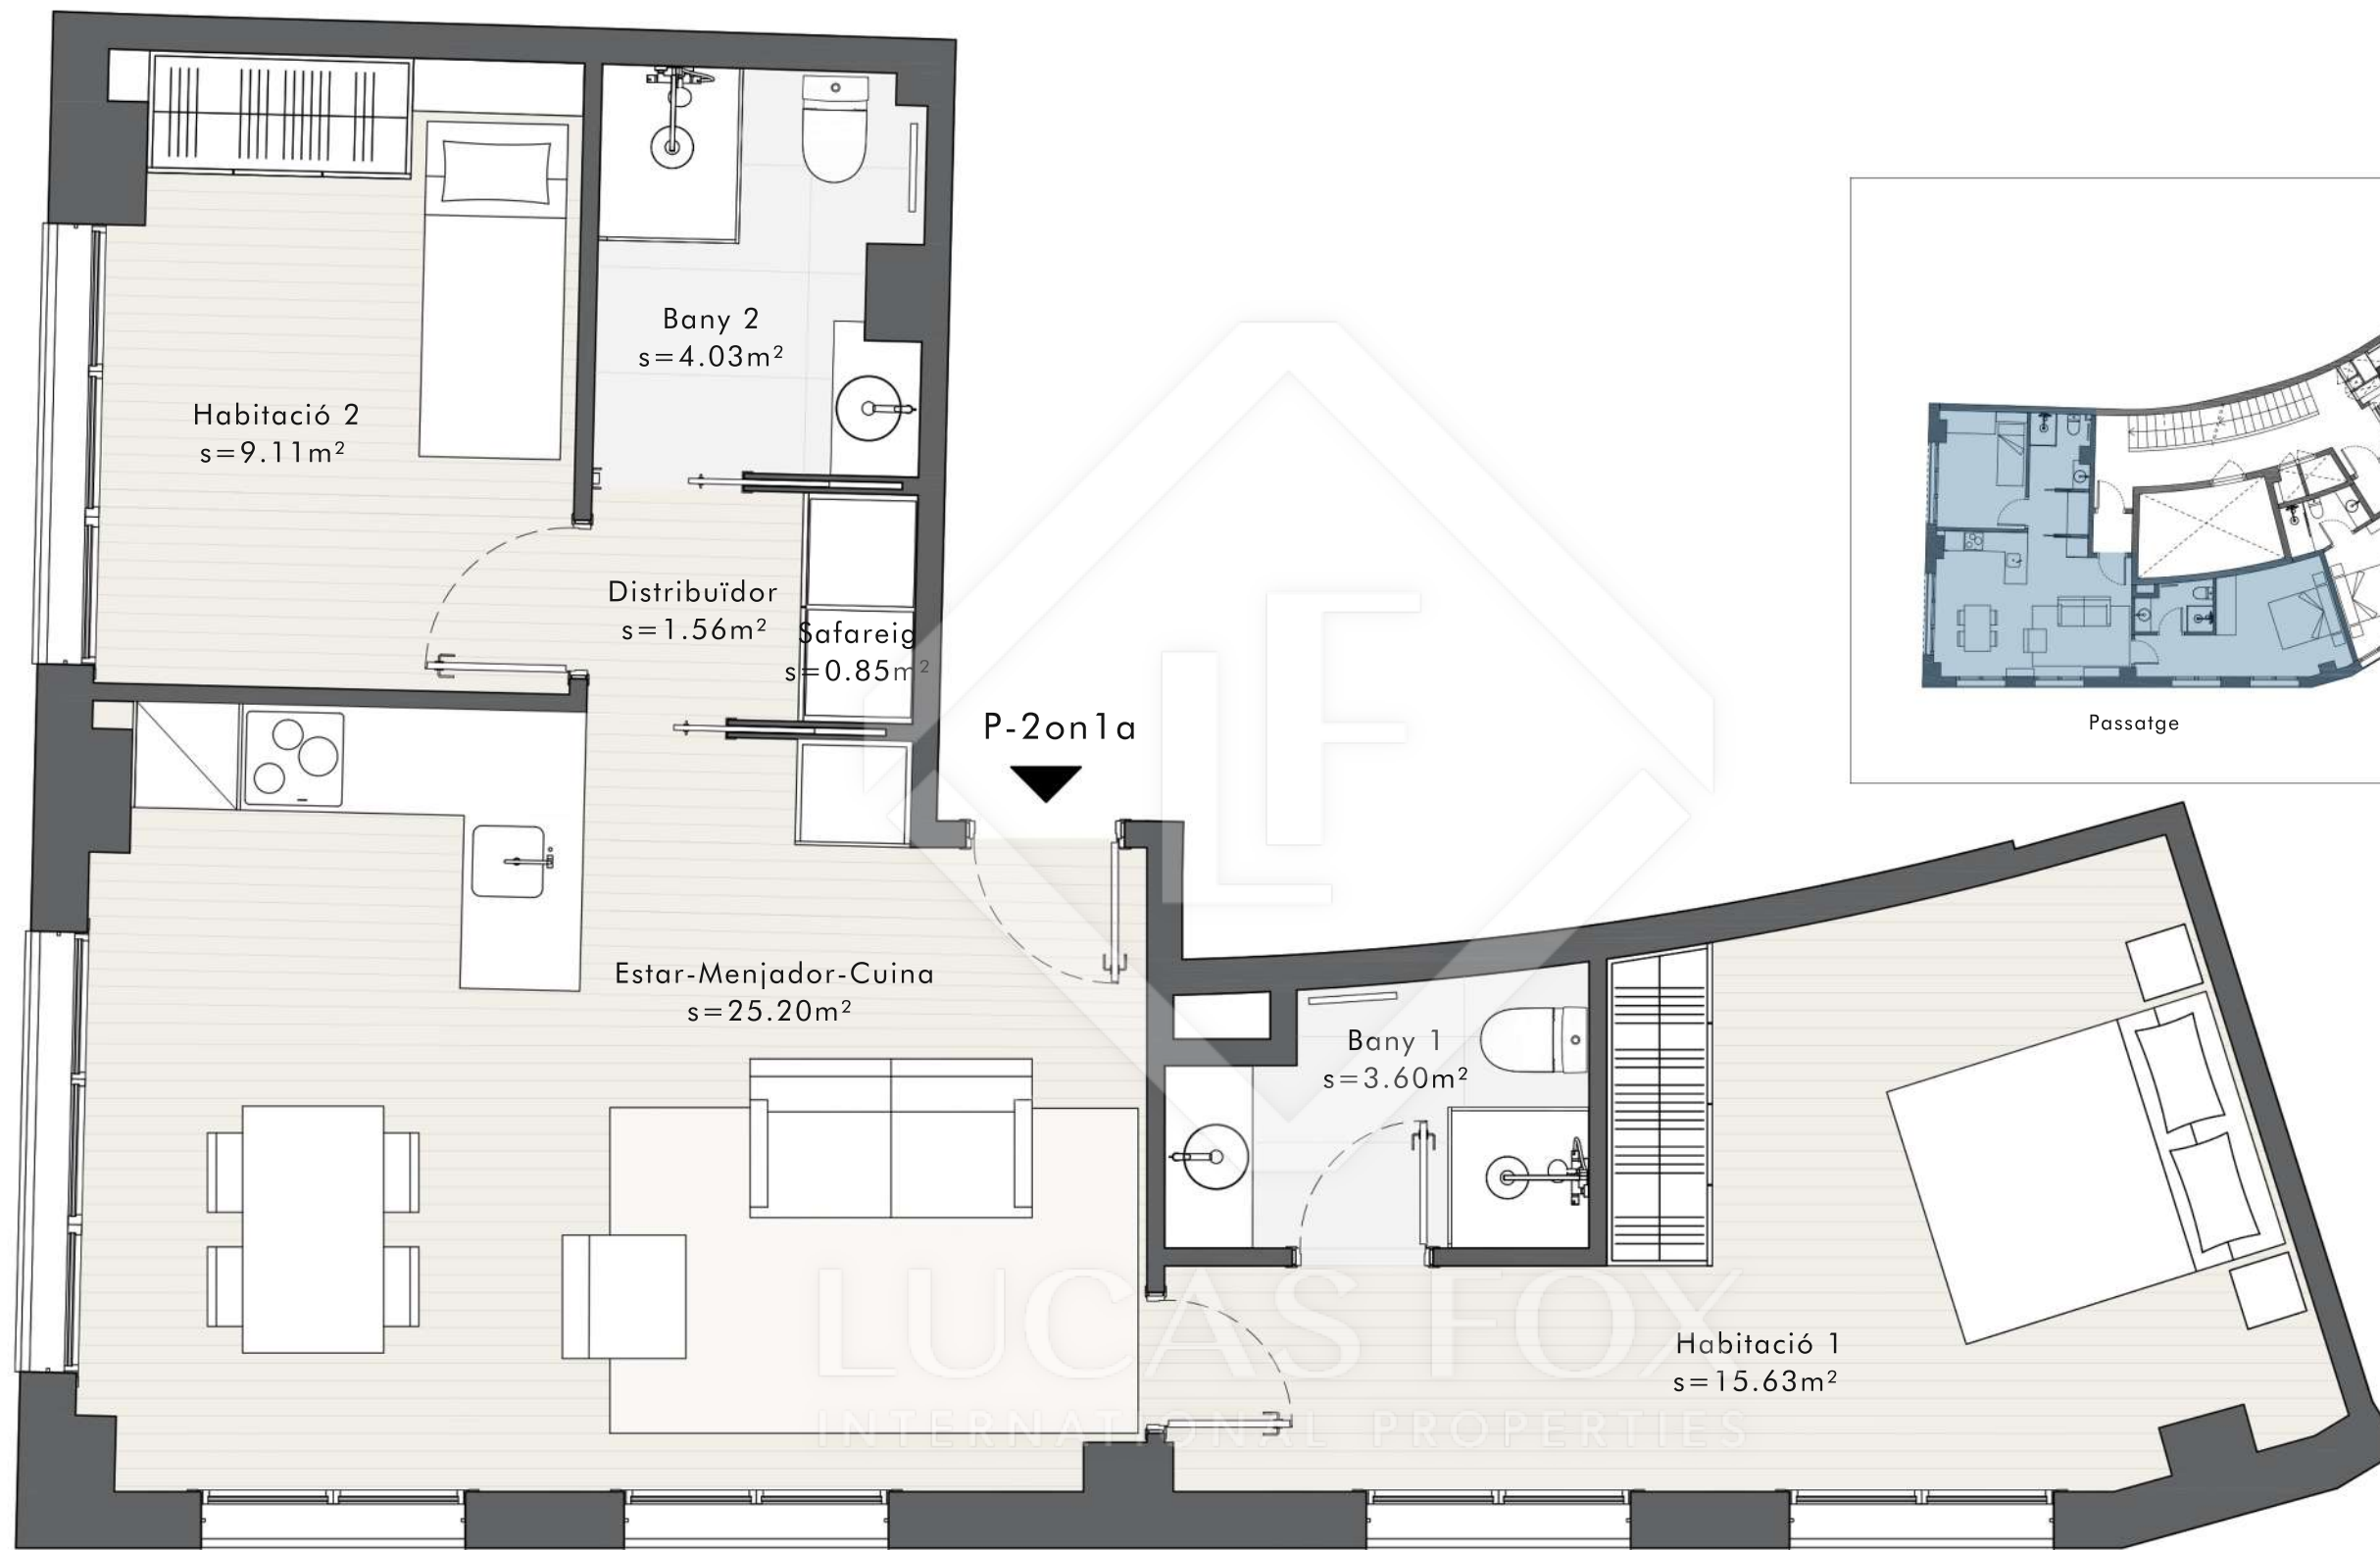 Bany 2
s=4.03m²
Habitació 2
s=9.11m²
Distribuïdor
s=1.56m²
Safareig
s=0.85m²
P-2on1a
Passatge
Estar-Menjador-Cuina
s=25.20m²
Bany 1
s=3.60m²
Habitació 1
s=15.63m²
LF
LUCAS FOX
INTERNATIONAL PROPERTIES